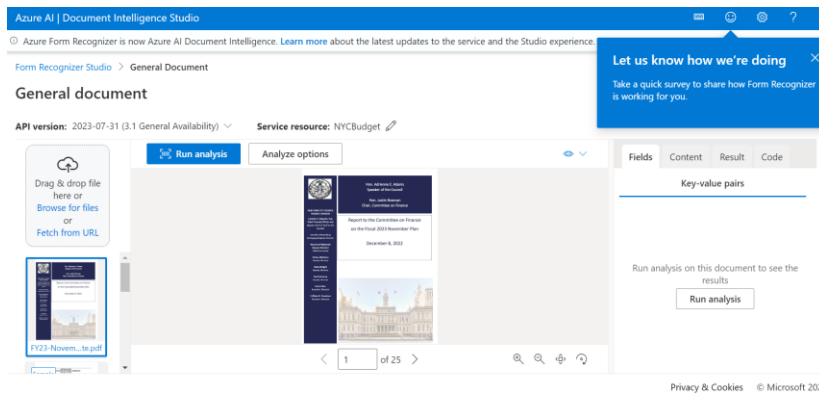 Azure AI | Document Intelligence Studio
Azure Form Recognizer is now Azure AI Document Intelligence. Learn more about the latest updates to the service and the Studio experience.
Let us know how we're doing
Take a quick survey to share how Form Recognizer
is working for you.
Form Recognizer Studio > General Document
General document
API version: 2023-07-31 (3.1 General Availability)
Service resource: NYCBudget
Drag & drop file
here or
Browse for files
or
Fetch from URL
FY23-Novem...te.pdf
Run analysis
Analyze options
Hon. Adrienne E. Adams
Speaker of the Council
Hon. Justin Brannan
Chair, Committee on Finance
Report to the Committee on Finance
on the Fiscal 2023 November Plan
December 6, 2022
1 of 25
Fields Content Result Code
Key-value pairs
Run analysis on this document to see the
results
Run analysis
Privacy & Cookies © Microsoft